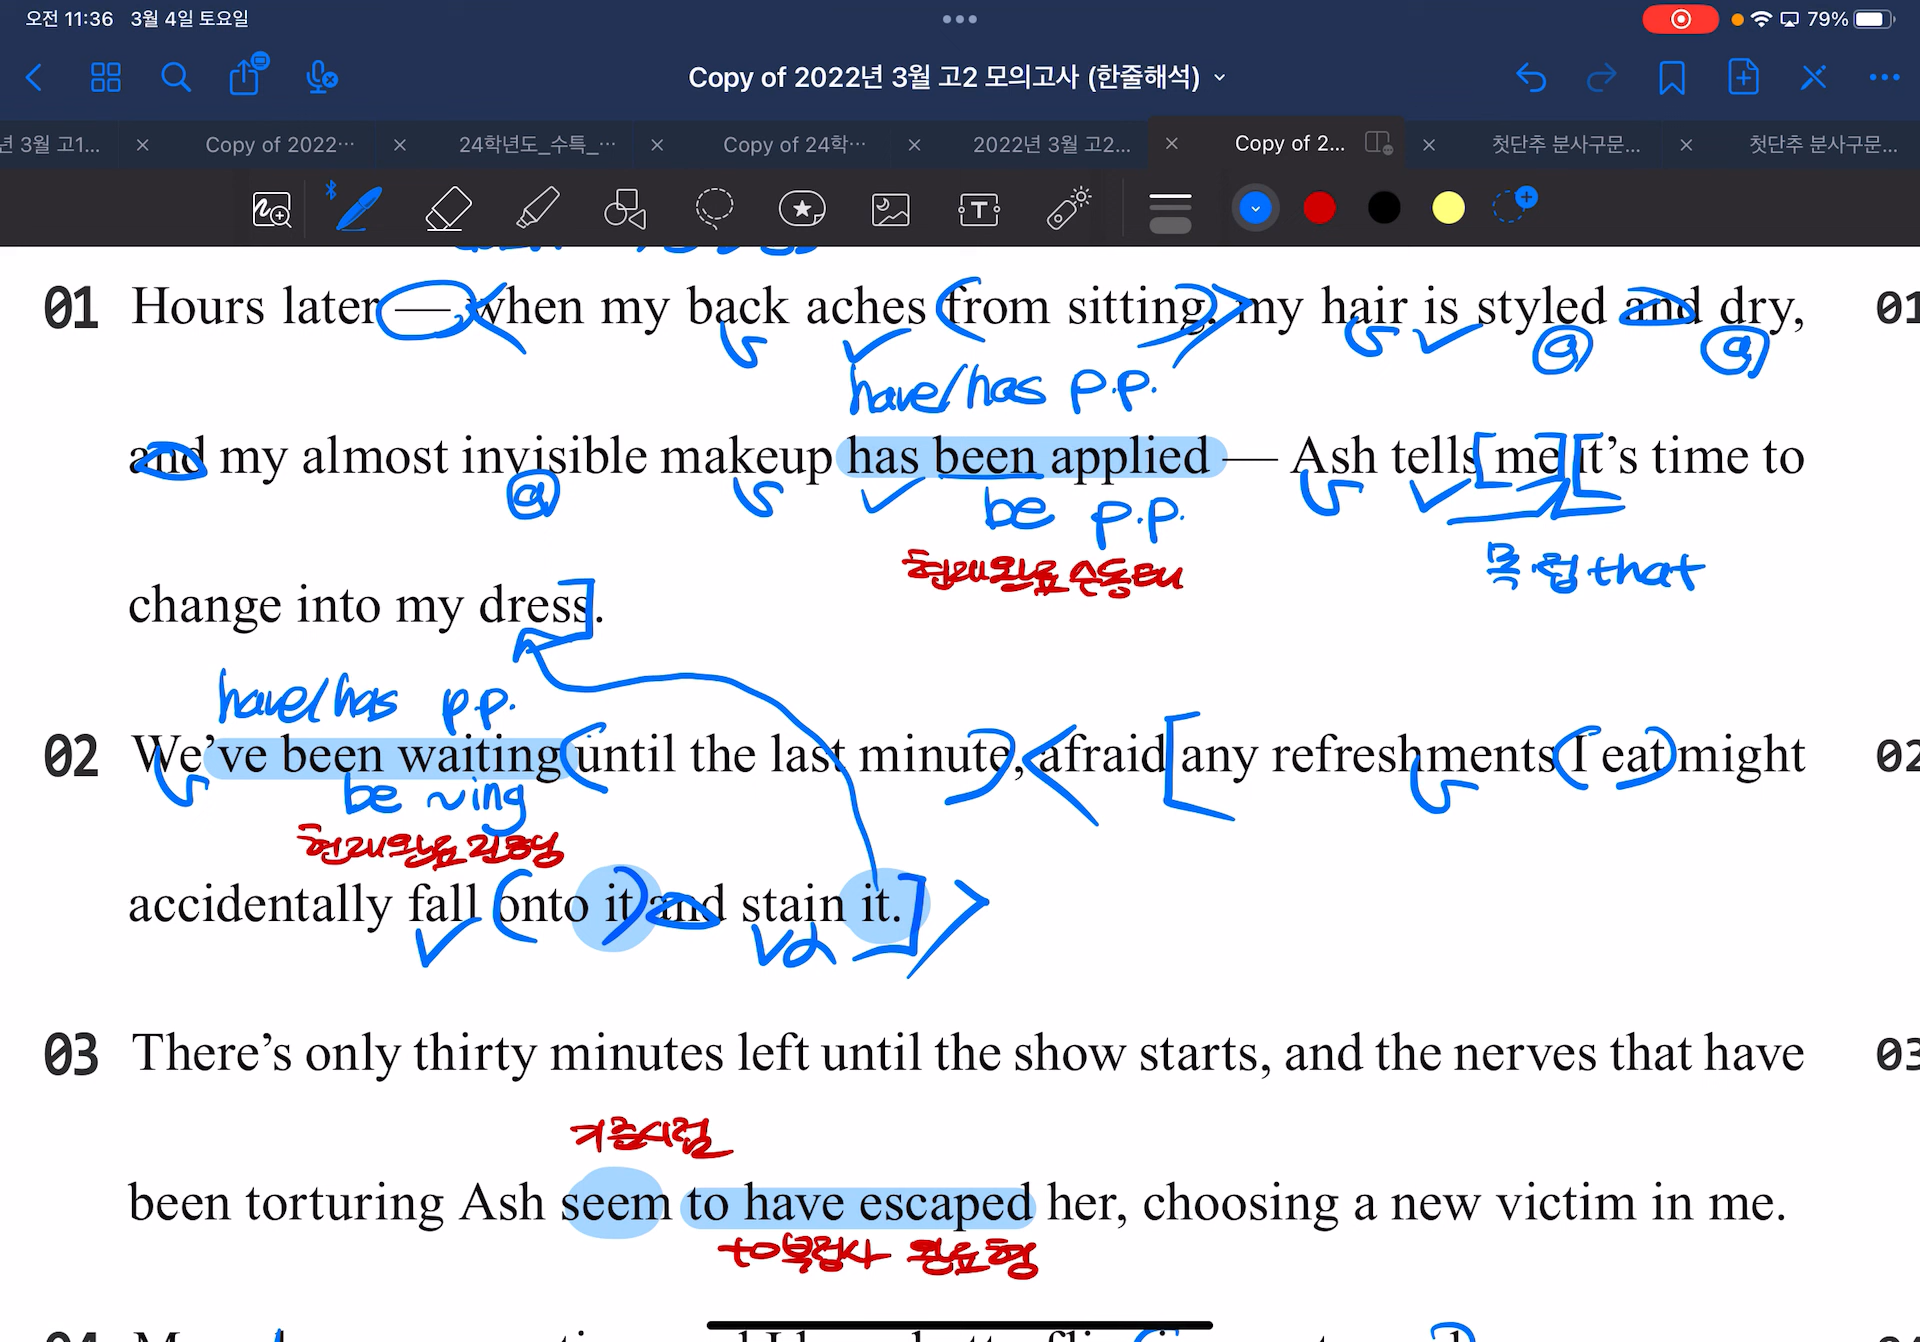 오전 11:36 3월 4일 토요일
79%
Copy of 2022년 3월 고2 모의고사 (한줄해석)
년 3월 고1... Copy of 2022... 24학년도_수특_... Copy of 24학... 2022년 3월 고2... Copy of 2... 첫단추 분사구문... 첫단추 분사구문...
01 Hours later — when my back aches from sitting, my hair is styled and dry, 01
ⓐ ⓐ
have/has p.p.
and my almost invisible makeup has been applied — Ash tells me it's time to
ⓐ be p.p.
현재완료 수동태 목.접 that
change into my dress.
have/has p.p.
02 We've been waiting until the last minute, afraid any refreshments I eat might 02
be ~ing
현재완료 진행형
accidentally fall onto it and stain it.
03 There's only thirty minutes left until the show starts, and the nerves that have 03
기준시점
been torturing Ash seem to have escaped her, choosing a new victim in me.
to부정사 완료형